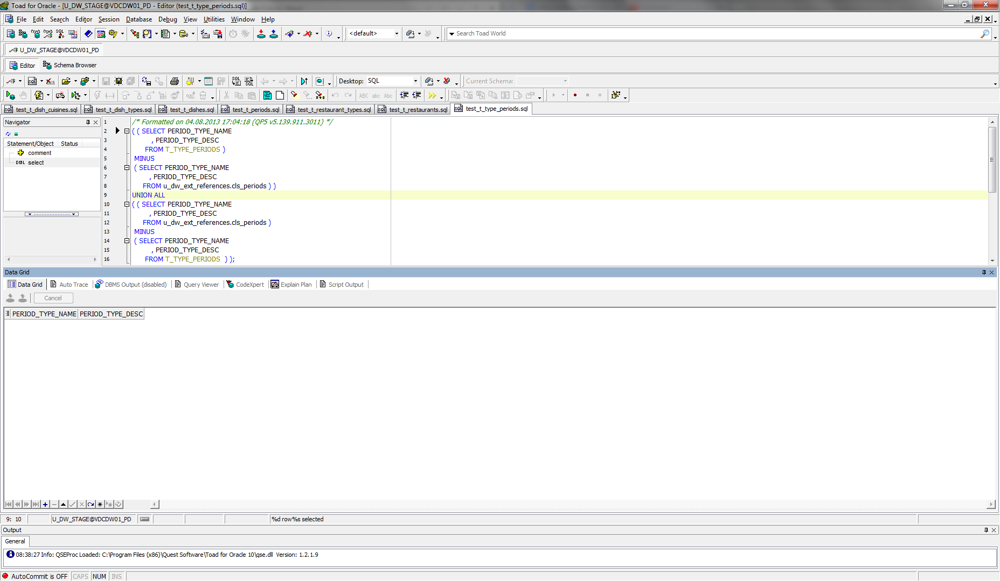 Toad for Oracle - [U_DW_STAGE@VDCDW01_PD - Editor (test_t_type_periods.sql)]
File Edit Search Editor Session Database Debug View Utilities Window Help
<default> Search Toad World
U_DW_STAGE@VDCDW01_PD
Editor Schema Browser
Desktop: SQL Current Schema:
test_t_dish_cuisines.sql test_t_dish_types.sql test_t_dishes.sql test_t_periods.sql test_t_restaurant_types.sql test_t_restaurants.sql test_t_type_periods.sql
Navigator
Statement/Object Status
comment
DML select
1 /* Formatted on 04.08.2013 17:04:18 (QP5 v5.139.911.3011) */
2 ( ( SELECT PERIOD_TYPE_NAME
3 , PERIOD_TYPE_DESC
4 FROM T_TYPE_PERIODS )
5 MINUS
6 ( SELECT PERIOD_TYPE_NAME
7 , PERIOD_TYPE_DESC
8 FROM u_dw_ext_references.cls_periods ) )
9 UNION ALL
10 ( ( SELECT PERIOD_TYPE_NAME
11 , PERIOD_TYPE_DESC
12 FROM u_dw_ext_references.cls_periods )
13 MINUS
14 ( SELECT PERIOD_TYPE_NAME
15 , PERIOD_TYPE_DESC
16 FROM T_TYPE_PERIODS ) );
Data Grid
Data Grid Auto Trace DBMS Output (disabled) Query Viewer CodeXpert Explain Plan Script Output
Cancel
PERIOD_TYPE_NAME PERIOD_TYPE_DESC
9: 10 U_DW_STAGE@VDCDW01_PD %d row%s selected
Output
General
08:38:27 Info: QSEProc Loaded: C:\Program Files (x86)\Quest Software\Toad for Oracle 10\qse.dll Version: 1.2.1.9
AutoCommit is OFF CAPS NUM INS